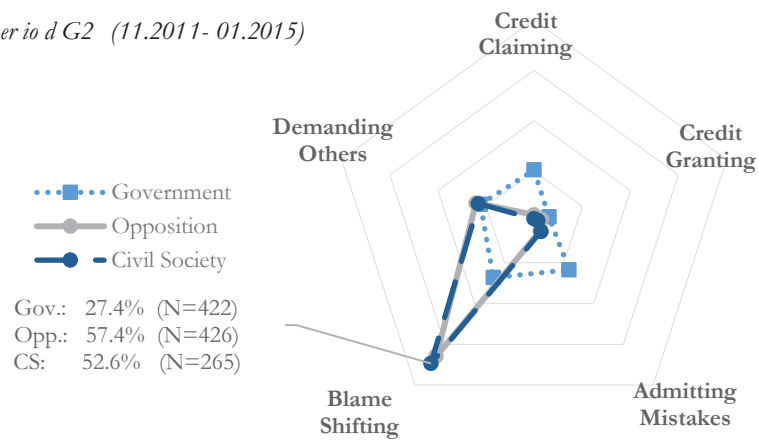 er io d G2 (11.2011- 01.2015)
Credit
Claiming
Demanding
Others
Credit
Granting
Government
Opposition
Civil Society
Gov.: 27.4% (N=422)
Opp.: 57.4% (N=426)
CS: 52.6% (N=265)
Blame
Shifting
Admitting
Mistakes